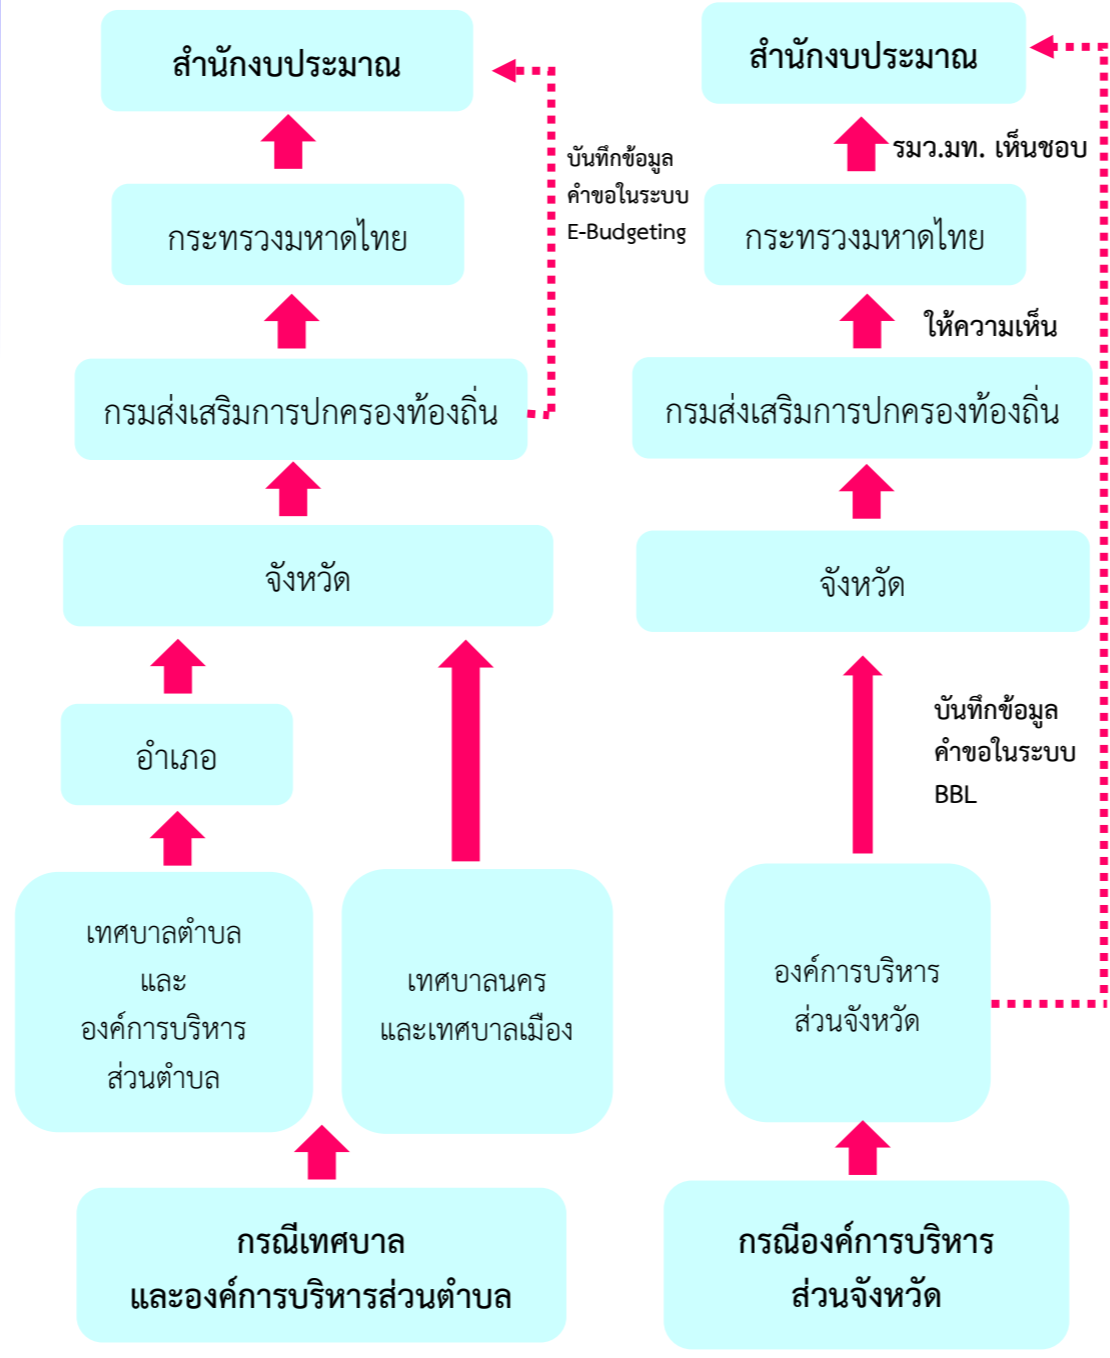 สำนักงบประมาณ
กระทรวงมหาดไทย
บันทึกข้อมูล
คำขอในระบบ
E-Budgeting
กรมส่งเสริมการปกครองท้องถิ่น
จังหวัด
อำเภอ
เทศบาลตำบล
และ
องค์การบริหาร
ส่วนตำบล
เทศบาลนคร
และเทศบาลเมือง
กรณีเทศบาล
และองค์การบริหารส่วนตำบล
สำนักงบประมาณ
รมว.มท. เห็นชอบ
กระทรวงมหาดไทย
ให้ความเห็น
กรมส่งเสริมการปกครองท้องถิ่น
จังหวัด
บันทึกข้อมูล
คำขอในระบบ
BBL
องค์การบริหาร
ส่วนจังหวัด
กรณีองค์การบริหาร
ส่วนจังหวัด